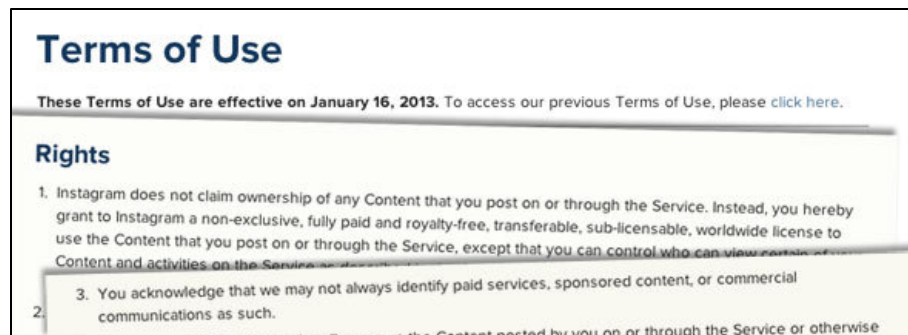 Terms of Use
These Terms of Use are effective on January 16, 2013. To access our previous Terms of Use, please click here.
Rights
1. Instagram does not claim ownership of any Content that you post on or through the Service. Instead, you hereby
grant to Instagram a non-exclusive, fully paid and royalty-free, transferable, sub-licensable, worldwide license to
use the Content that you post on or through the Service, except that you can control who can view certain of your
Content and activities on the Service as
3. You acknowledge that we may not always identify paid services, sponsored content, or commercial
2.
communications as such.
the Content posted by you on or through the Service or otherwise